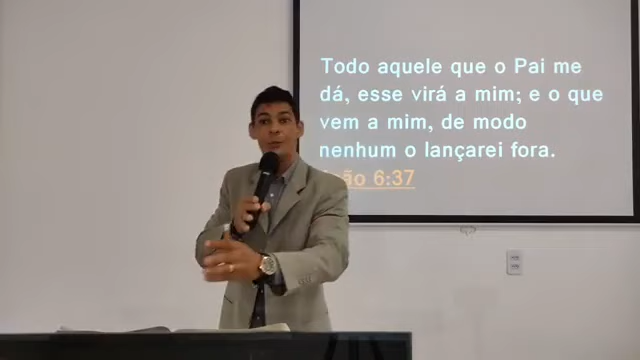 Todo aquele que o Pai me
dá, esse virá a mim; e o que
vem a mim, de modo
nenhum o lançarei fora.
6:37